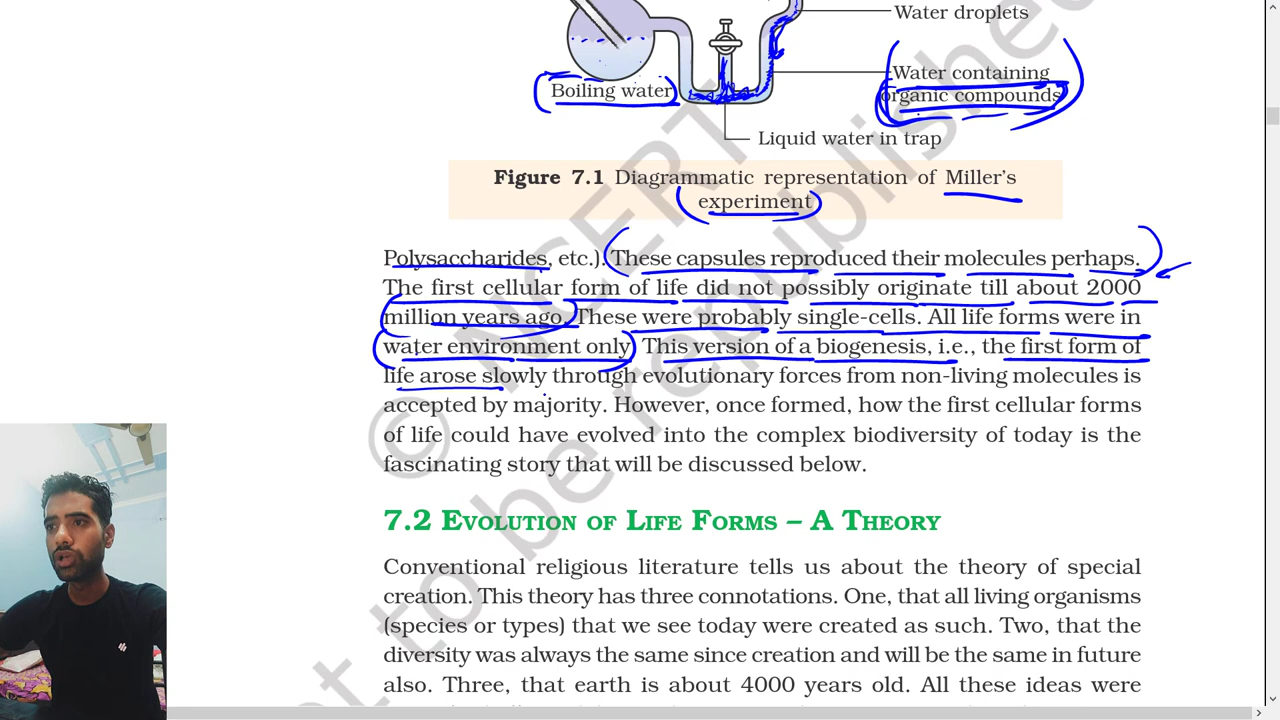 Water droplets
Water containing
organic compounds
Boiling water
Liquid water in trap
Figure 7.1 Diagrammatic representation of Miller's
experiment
Polysaccharides, etc.). These capsules reproduced their molecules perhaps.
The first cellular form of life did not possibly originate till about 2000
million years ago. These were probably single-cells. All life forms were in
water environment only. This version of a biogenesis, i.e., the first form of
life arose slowly through evolutionary forces from non-living molecules is
accepted by majority. However, once formed, how the first cellular forms
of life could have evolved into the complex biodiversity of today is the
fascinating story that will be discussed below.
7.2 Evolution of Life Forms – A Theory
Conventional religious literature tells us about the theory of special
creation. This theory has three connotations. One, that all living organisms
(species or types) that we see today were created as such. Two, that the
diversity was always the same since creation and will be the same in future
also. Three, that earth is about 4000 years old. All these ideas were
© NCERT
not to be republished